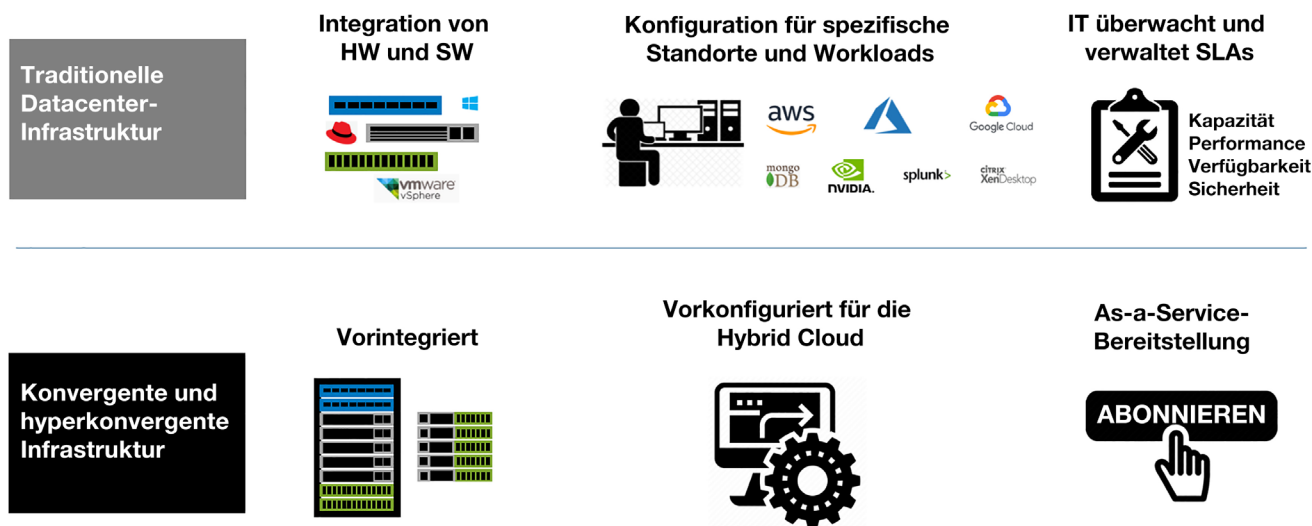 Traditionelle
Datacenter-
Infrastruktur
Integration von
HW und SW
vmware
vSphere
Konfiguration für spezifische
Standorte und Workloads
aws
Google Cloud
mongo
DB
NVIDIA.
splunk>
citrix
XenDesktop
IT überwacht und
verwaltet SLAs
Kapazität
Performance
Verfügbarkeit
Sicherheit
Konvergente und
hyperkonvergente
Infrastruktur
Vorintegriert
Vorkonfiguriert für die
Hybrid Cloud
As-a-Service-
Bereitstellung
ABONNIEREN